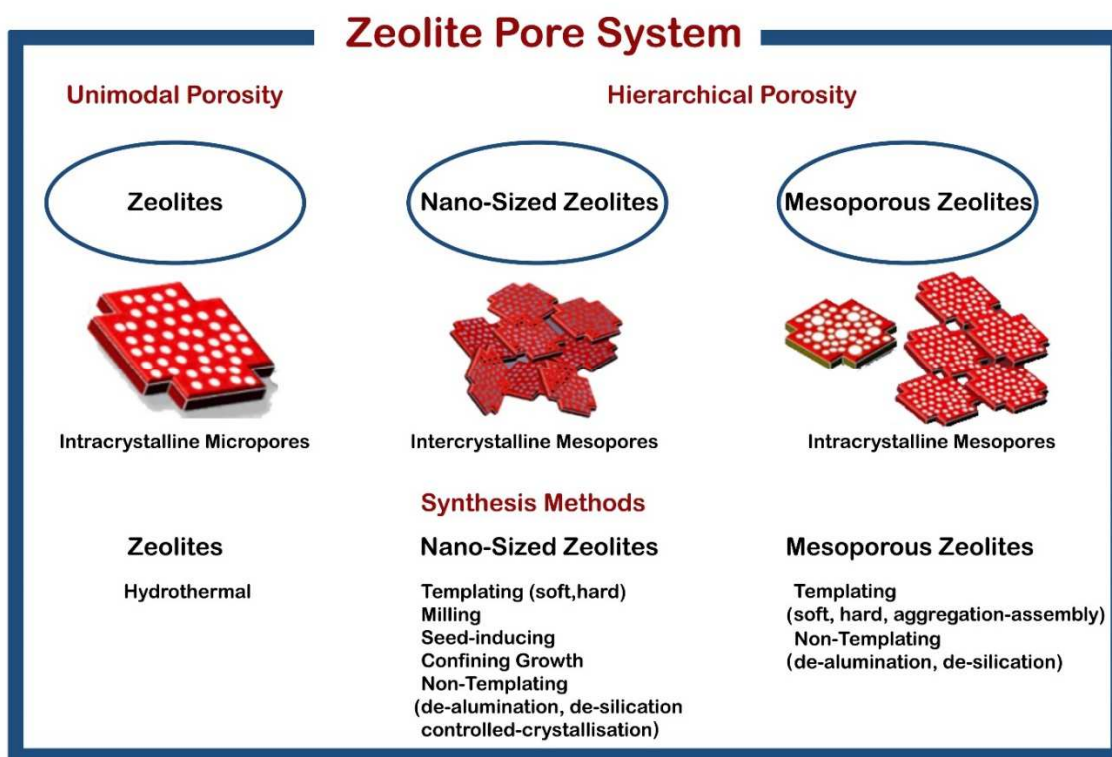 Zeolite Pore System
Unimodal Porosity
Hierarchical Porosity
Zeolites
Nano-Sized Zeolites
Mesoporous Zeolites
Intracrystalline Micropores
Intercrystalline Mesopores
Intracrystalline Mesopores
Synthesis Methods
Zeolites
Hydrothermal
Nano-Sized Zeolites
Templating (soft,hard)
Milling
Seed-inducing
Confining Growth
Non-Templating
(de-alumination, de-silication
controlled-crystallisation)
Mesoporous Zeolites
Templating
(soft, hard, aggregation-assembly)
Non-Templating
(de-alumination, de-silication)